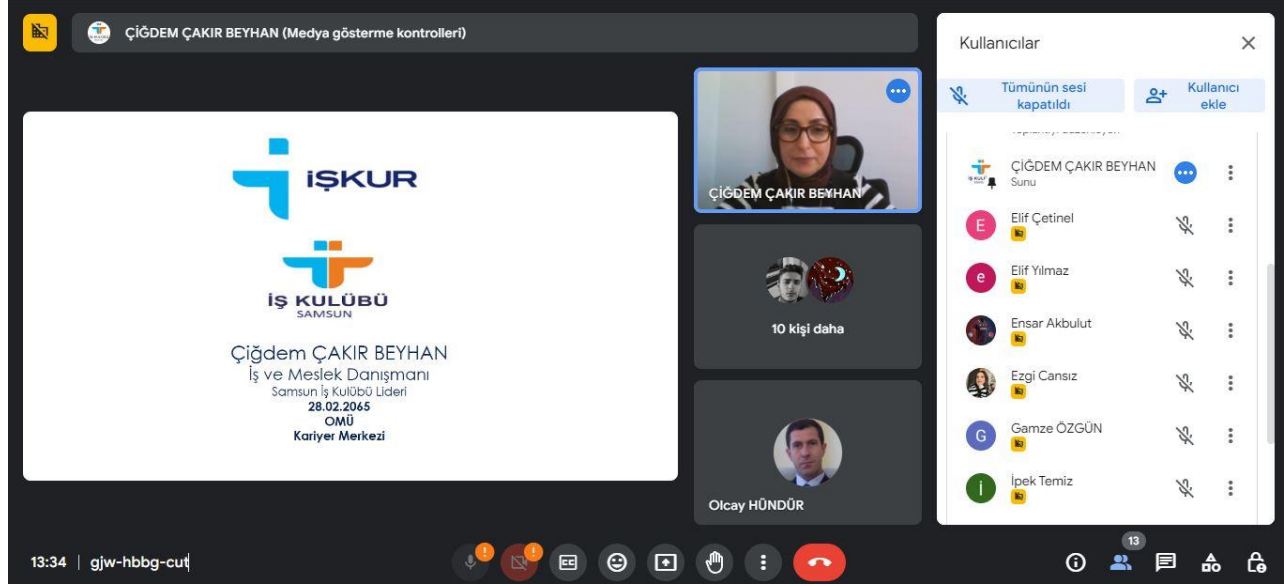 ÇİĞDEM ÇAKIR BEYHAN (Medya gösterme kontrolleri)
işKUR
iş KULÜBÜ
SAMSUN
Çiğdem ÇAKIR BEYHAN
İş ve Meslek Danışmanı
Samsun İş Kulübü Lideri
28.02.2065
OMÜ
Kariyer Merkezi
ÇİĞDEM ÇAKIR BEYHAN
10 kişi daha
Olcay HÜNDÜR
Kullanıcılar
Tümünün sesi
kapatıldı
Kullanıcı
ekle
ÇİĞDEM ÇAKIR BEYHAN
Sunu
E
Elif Çetinel
e
Elif Yılmaz
Ensar Akbulut
Ezgi Cansız
G
Gamze ÖZGÜN
i
İpek Temiz
13:34 | gjw-hbbg-cut
13